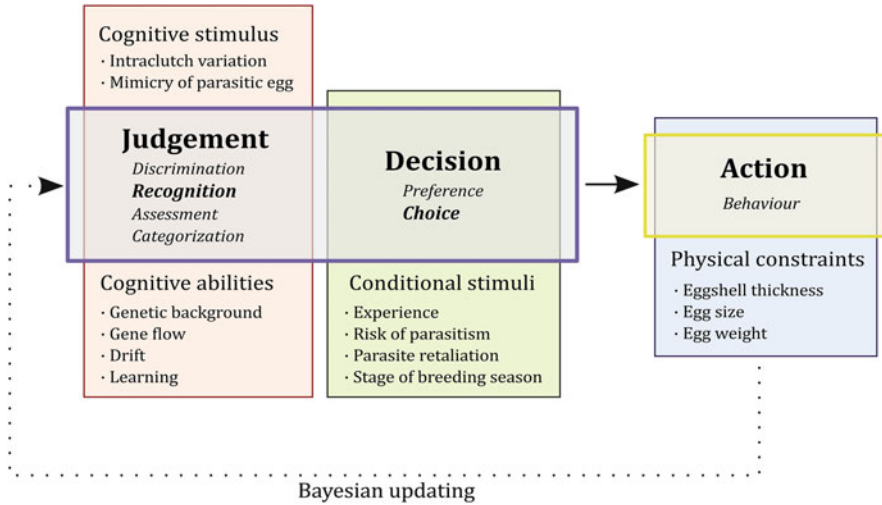 Cognitive stimulus
· Intraclutch variation
· Mimicry of parasitic egg
Judgement
Discrimination
Recognition
Assessment
Categorization
Cognitive abilities
· Genetic background
· Gene flow
· Drift
· Learning
Decision
Preference
Choice
Conditional stimuli
· Experience
· Risk of parasitism
· Parasite retaliation
· Stage of breeding season
Action
Behaviour
Physical constraints
· Eggshell thickness
· Egg size
· Egg weight
Bayesian updating